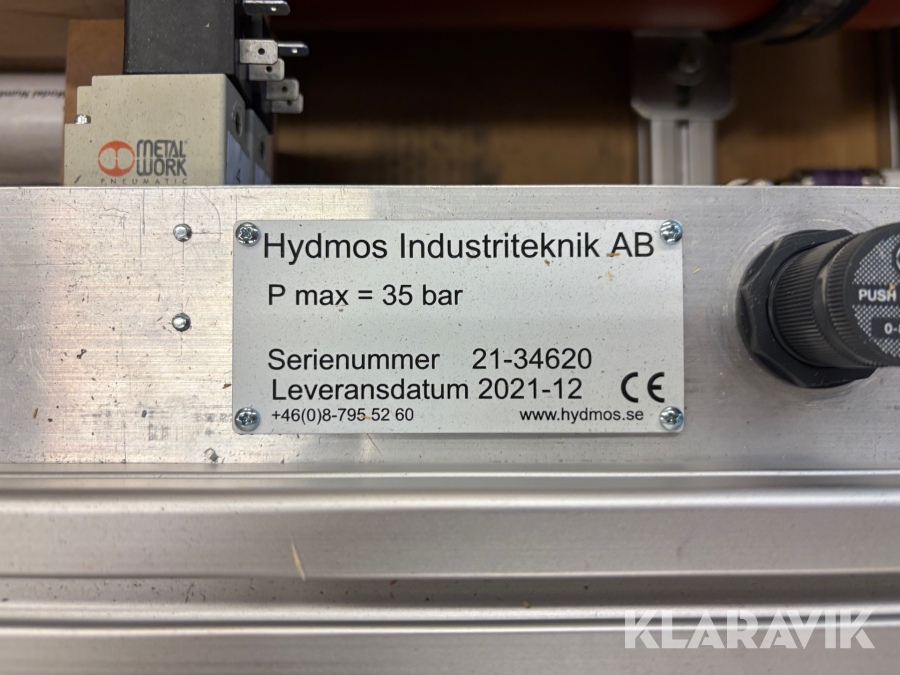 METAL
WORK
PNEUMATIC
Hydmos Industriteknik AB
P max = 35 bar
Serienummer 21-34620
Leveransdatum 2021-12 CE
+46(0)8-795 52 60 www.hydmos.se
PUSH
KLARAVIK